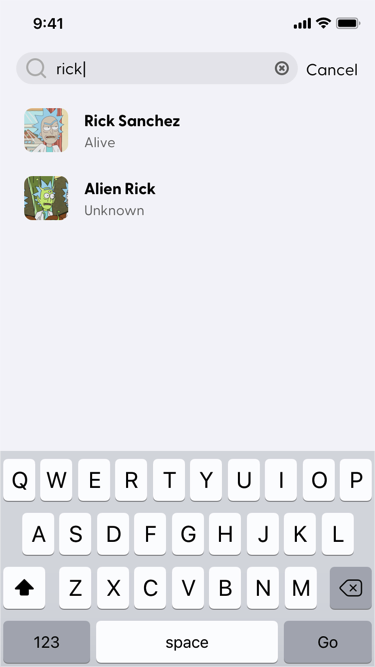 9:41
rick
Cancel
Rick Sanchez
Alive
Alien Rick
Unknown
Q W E R T Y U I O P
A S D F G H J K L
Z X C V B N M
123 space Go